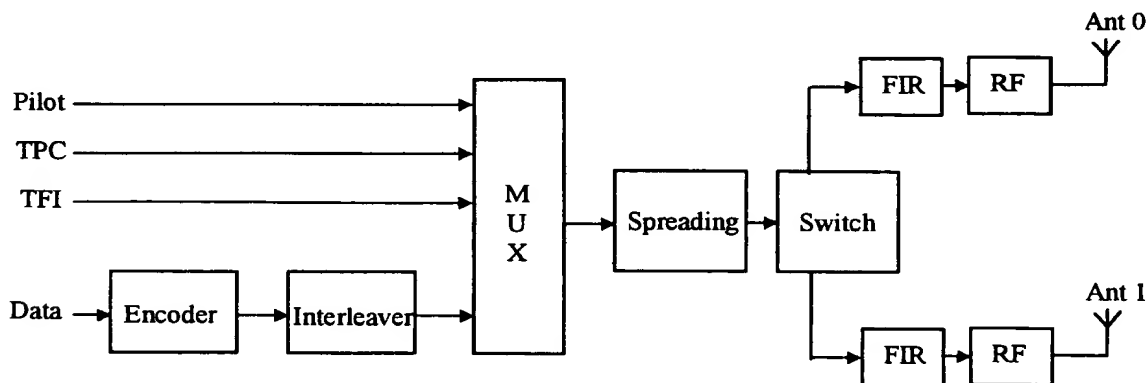 Ant 0
FIR
RF
Pilot
TPC
TFI
M
U
X
Spreading
Switch
Data
Encoder
Interleaver
Ant 1
FIR
RF